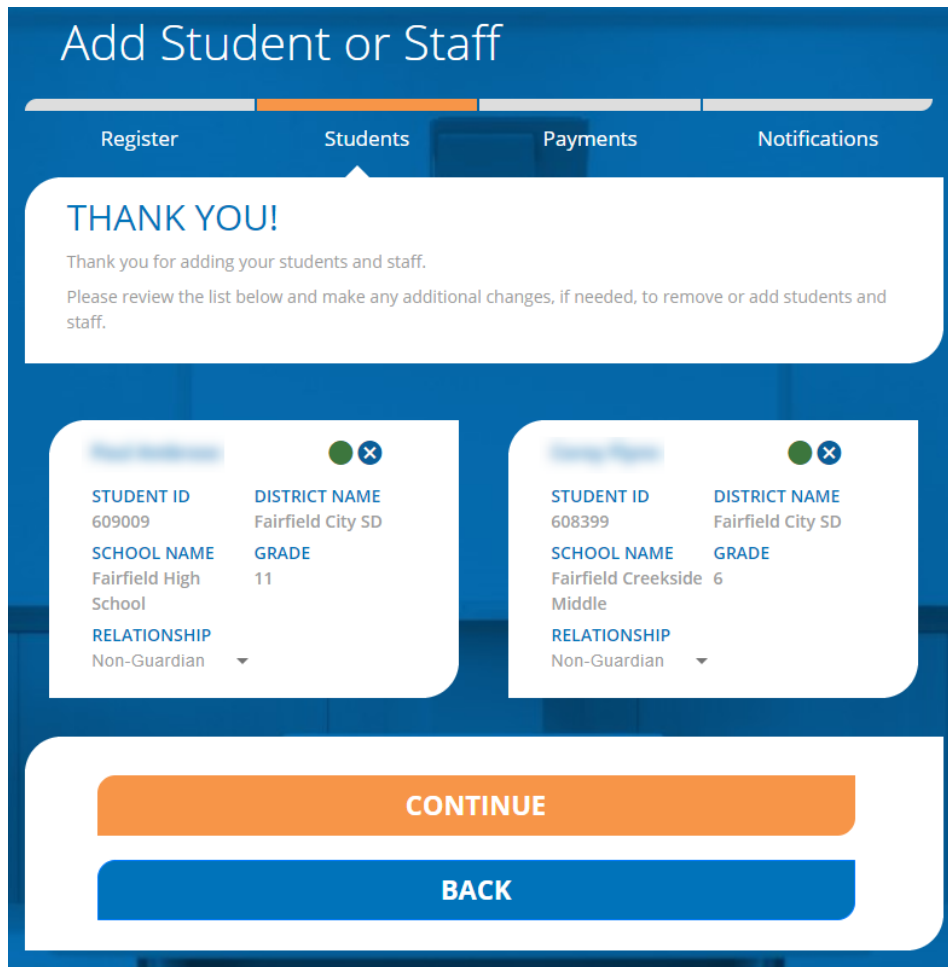 Add Student or Staff
Register Students Payments Notifications
THANK YOU!
Thank you for adding your students and staff.
Please review the list below and make any additional changes, if needed, to remove or add students and
staff.
STUDENT ID DISTRICT NAME
609009 Fairfield City SD
SCHOOL NAME GRADE
Fairfield High 11
School
RELATIONSHIP
Non-Guardian
STUDENT ID DISTRICT NAME
608399 Fairfield City SD
SCHOOL NAME GRADE
Fairfield Creekside 6
Middle
RELATIONSHIP
Non-Guardian
CONTINUE
BACK